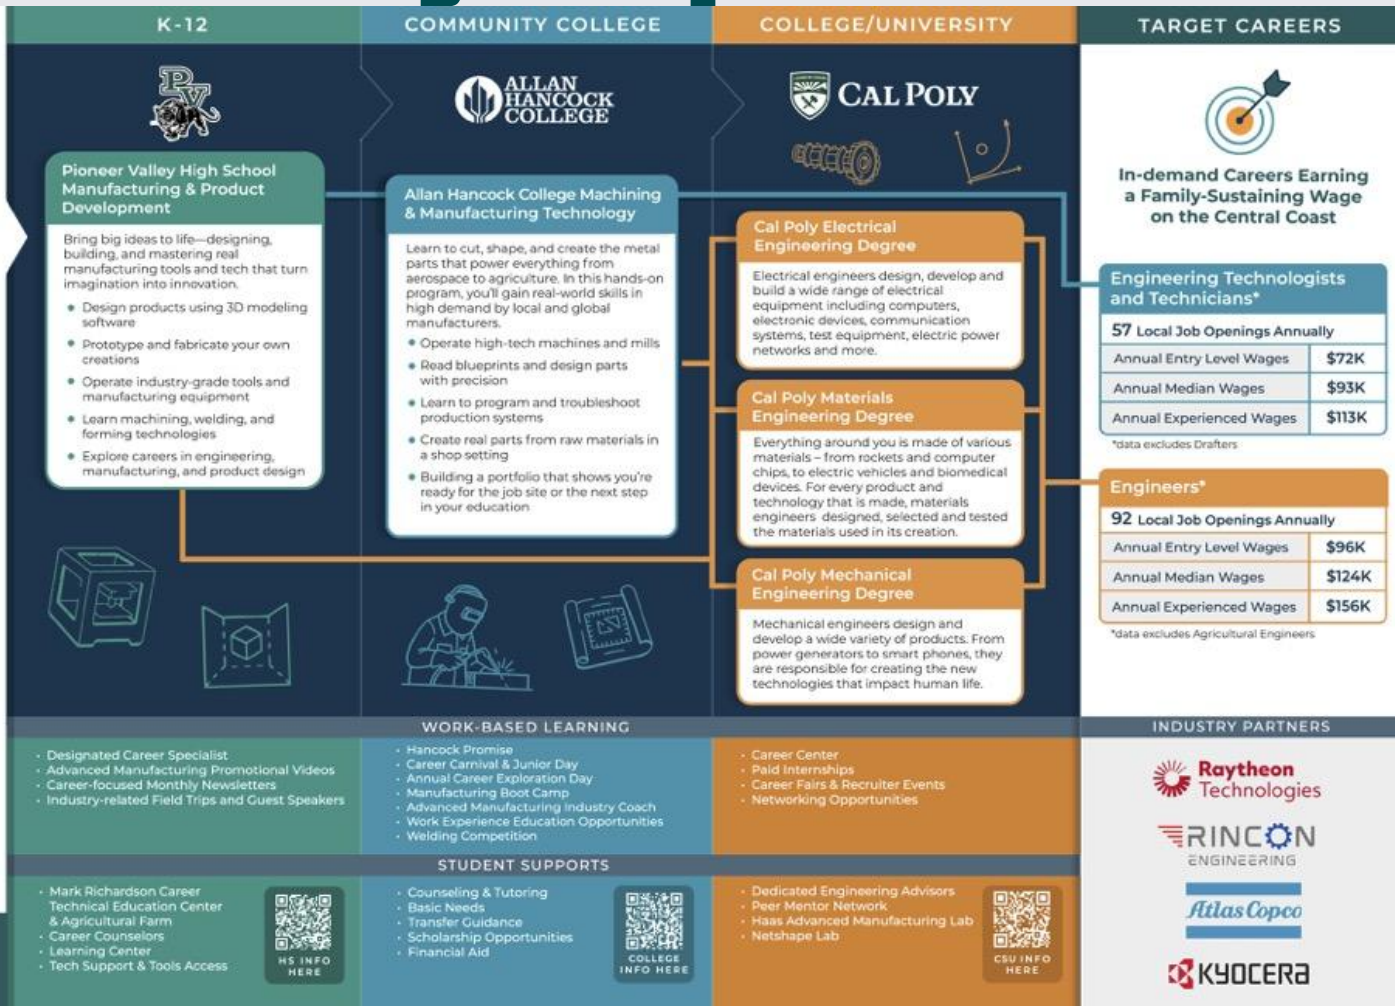 K-12
COMMUNITY COLLEGE
COLLEGE/UNIVERSITY
TARGET CAREERS
PV
ALLAN
HANCOCK
COLLEGE
CAL POLY
Pioneer Valley High School
Manufacturing & Product
Development
Bring big ideas to life—designing,
building, and mastering real
manufacturing tools and tech that turn
imagination into innovation.
• Design products using 3D modeling
software
• Prototype and fabricate your own
creations
• Operate industry-grade tools and
manufacturing equipment
• Learn machining, welding, and
forming technologies
• Explore careers in engineering,
manufacturing, and product design
Allan Hancock College Machining
& Manufacturing Technology
Learn to cut, shape, and create the metal
parts that power everything from
aerospace to agriculture. In this hands-on
program, you'll gain real-world skills in
high demand by local and global
manufacturers.
• Operate high-tech machines and mills
• Read blueprints and design parts
with precision
• Learn to program and troubleshoot
production systems
• Create real parts from raw materials in
a shop setting
• Building a portfolio that shows you're
ready for the job site or the next step
in your education
Cal Poly Electrical
Engineering Degree
Electrical engineers design, develop and
build a wide range of electrical
equipment including computers,
electronic devices, communication
systems, test equipment, electric power
networks and more.
Cal Poly Materials
Engineering Degree
Everything around you is made of various
materials – from rockets and computer
chips, to electric vehicles and biomedical
devices. For every product and
technology that is made, materials
engineers designed, selected and tested
the materials used in its creation.
Cal Poly Mechanical
Engineering Degree
Mechanical engineers design and
develop a wide variety of products. From
power generators to smart phones, they
are responsible for creating the new
technologies that impact human life.
In-demand Careers Earning
a Family-Sustaining Wage
on the Central Coast
Engineering Technologists
and Technicians*
57 Local Job Openings Annually
Annual Entry Level Wages $72K
Annual Median Wages $93K
Annual Experienced Wages $113K
*data excludes Drafters
Engineers*
92 Local Job Openings Annually
Annual Entry Level Wages $96K
Annual Median Wages $124K
Annual Experienced Wages $156K
*data excludes Agricultural Engineers
WORK-BASED LEARNING
• Designated Career Specialist
• Advanced Manufacturing Promotional Videos
• Career-focused Monthly Newsletters
• Industry-related Field Trips and Guest Speakers
• Hancock Promise
• Career Carnival & Junior Day
• Annual Career Exploration Day
• Manufacturing Boot Camp
• Advanced Manufacturing Industry Coach
• Work Experience Education Opportunities
• Welding Competition
• Career Center
• Paid Internships
• Career Fairs & Recruiter Events
• Networking Opportunities
STUDENT SUPPORTS
• Mark Richardson Career
Technical Education Center
& Agricultural Farm
• Career Counselors
• Learning Center
• Tech Support & Tools Access
HS INFO
HERE
• Counseling & Tutoring
• Basic Needs
• Transfer Guidance
• Scholarship Opportunities
• Financial Aid
COLLEGE
INFO HERE
• Dedicated Engineering Advisors
• Peer Mentor Network
• Haas Advanced Manufacturing Lab
• Netshape Lab
CSU INFO
HERE
INDUSTRY PARTNERS
Raytheon
Technologies
RINCON
ENGINEERING
Atlas Copco
KYOCERA